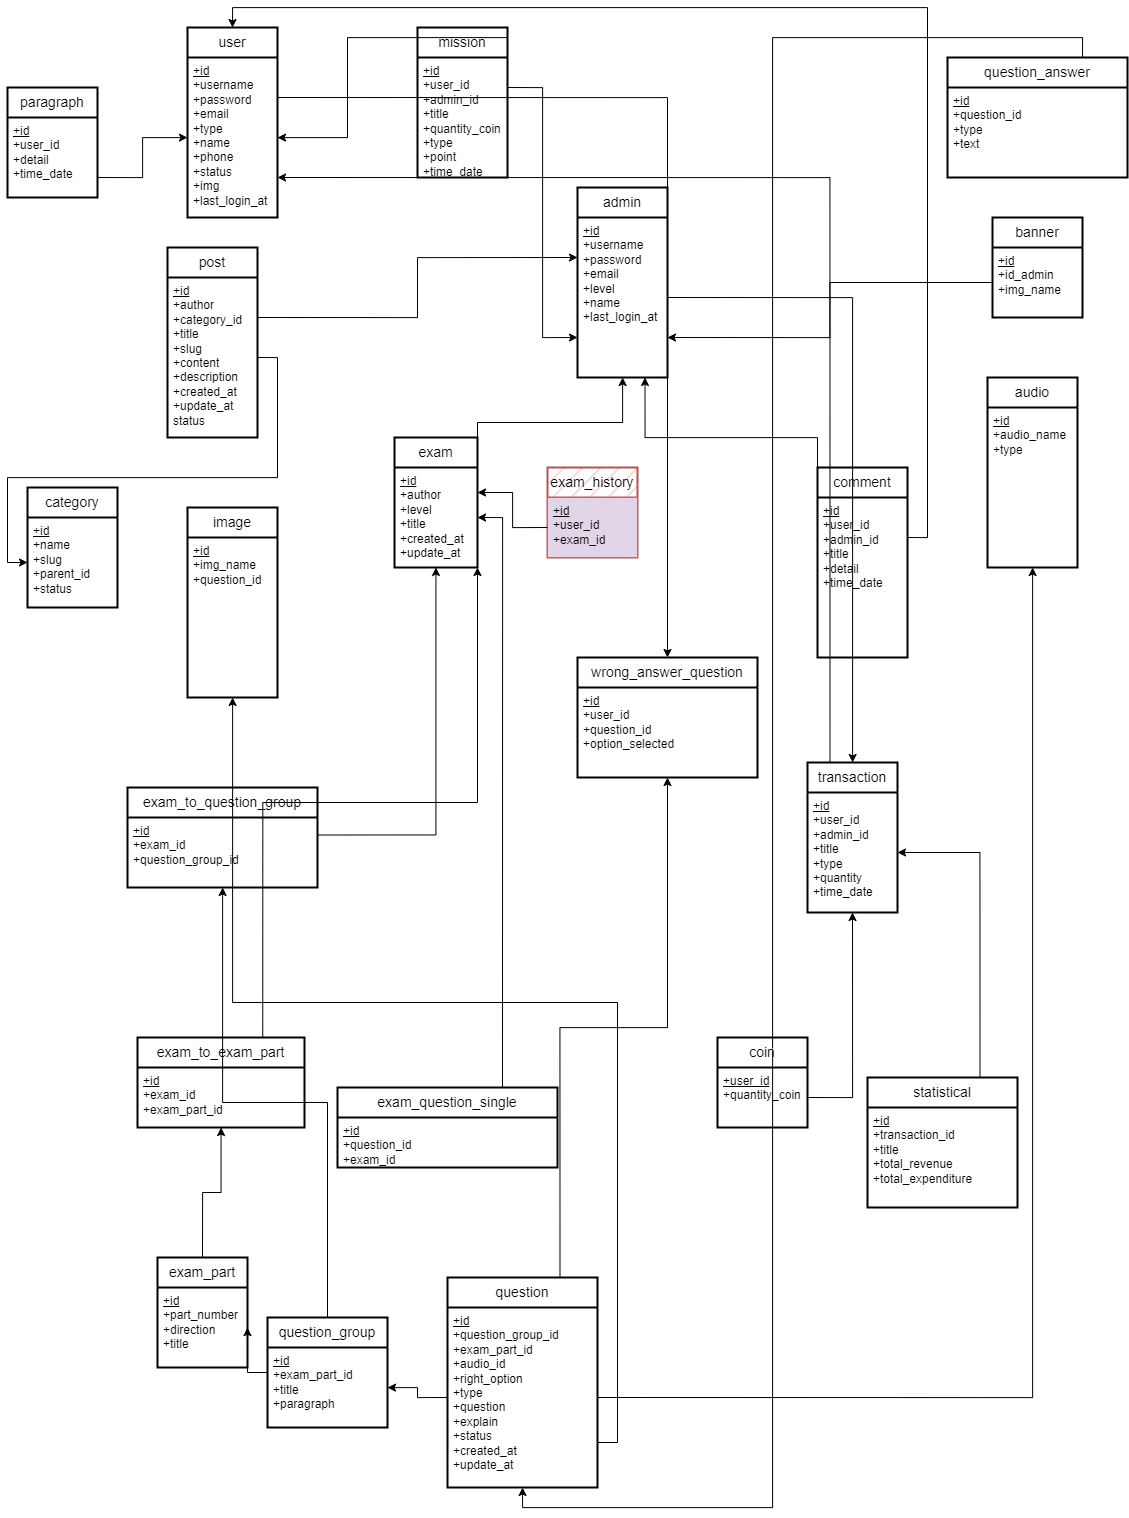 user
+id
+username
+password
+email
+type
+name
+phone
+status
+img
+last_login_at
mission
+id
+user_id
+admin_id
+title
+quantity_coin
+type
+point
+time_date
question_answer
+id
+question_id
+type
+text
paragraph
+id
+user_id
+detail
+time_date
admin
+id
+username
+password
+email
+level
+name
+last_login_at
banner
+id
+id_admin
+img_name
post
+id
+author
+category_id
+title
+slug
+content
+description
+created_at
+update_at
status
audio
+id
+audio_name
+type
exam
+id
+author
+level
+title
+created_at
+update_at
exam_history
+id
+user_id
+exam_id
comment
+id
+user_id
+admin_id
+title
+detail
+time_date
category
+id
+name
+slug
+parent_id
+status
image
+id
+img_name
+question_id
wrong_answer_question
+id
+user_id
+question_id
+option_selected
transaction
+id
+user_id
+admin_id
+title
+type
+quantity
+time_date
exam_to_question_group
+id
+exam_id
+question_group_id
exam_to_exam_part
+id
+exam_id
+exam_part_id
exam_question_single
+id
+question_id
+exam_id
coin
+user_id
+quantity_coin
statistical
+id
+transaction_id
+title
+total_revenue
+total_expenditure
exam_part
+id
+part_number
+direction
+title
question_group
+id
+exam_part_id
+title
+paragraph
question
+id
+question_group_id
+exam_part_id
+audio_id
+right_option
+type
+question
+explain
+status
+created_at
+update_at